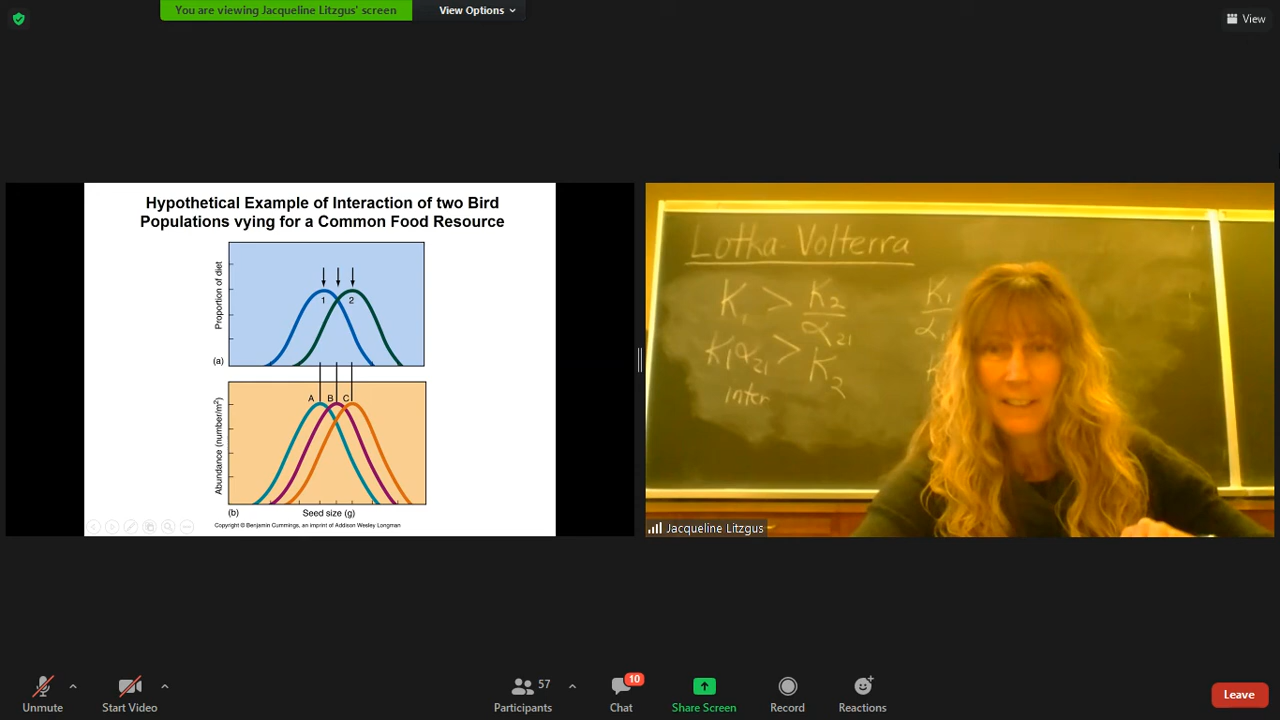 You are viewing Jacqueline Litzgus' screen
View Options
View
Hypothetical Example of Interaction of two Bird
Populations vying for a Common Food Resource
Proportion of diet
1
2
(a)
A
B
C
Abundance (number/m²)
(b)
Seed size (g)
Copyright © Benjamin Cummings, an imprint of Addison Wesley Longman
Lotka-Volterra
K₁ > K₂/α₂₁
K₁α₂₁ > K₂
inter
K₁
Jacqueline Litzgus
Unmute
Start Video
57
Participants
10
Chat
Share Screen
Record
Reactions
Leave